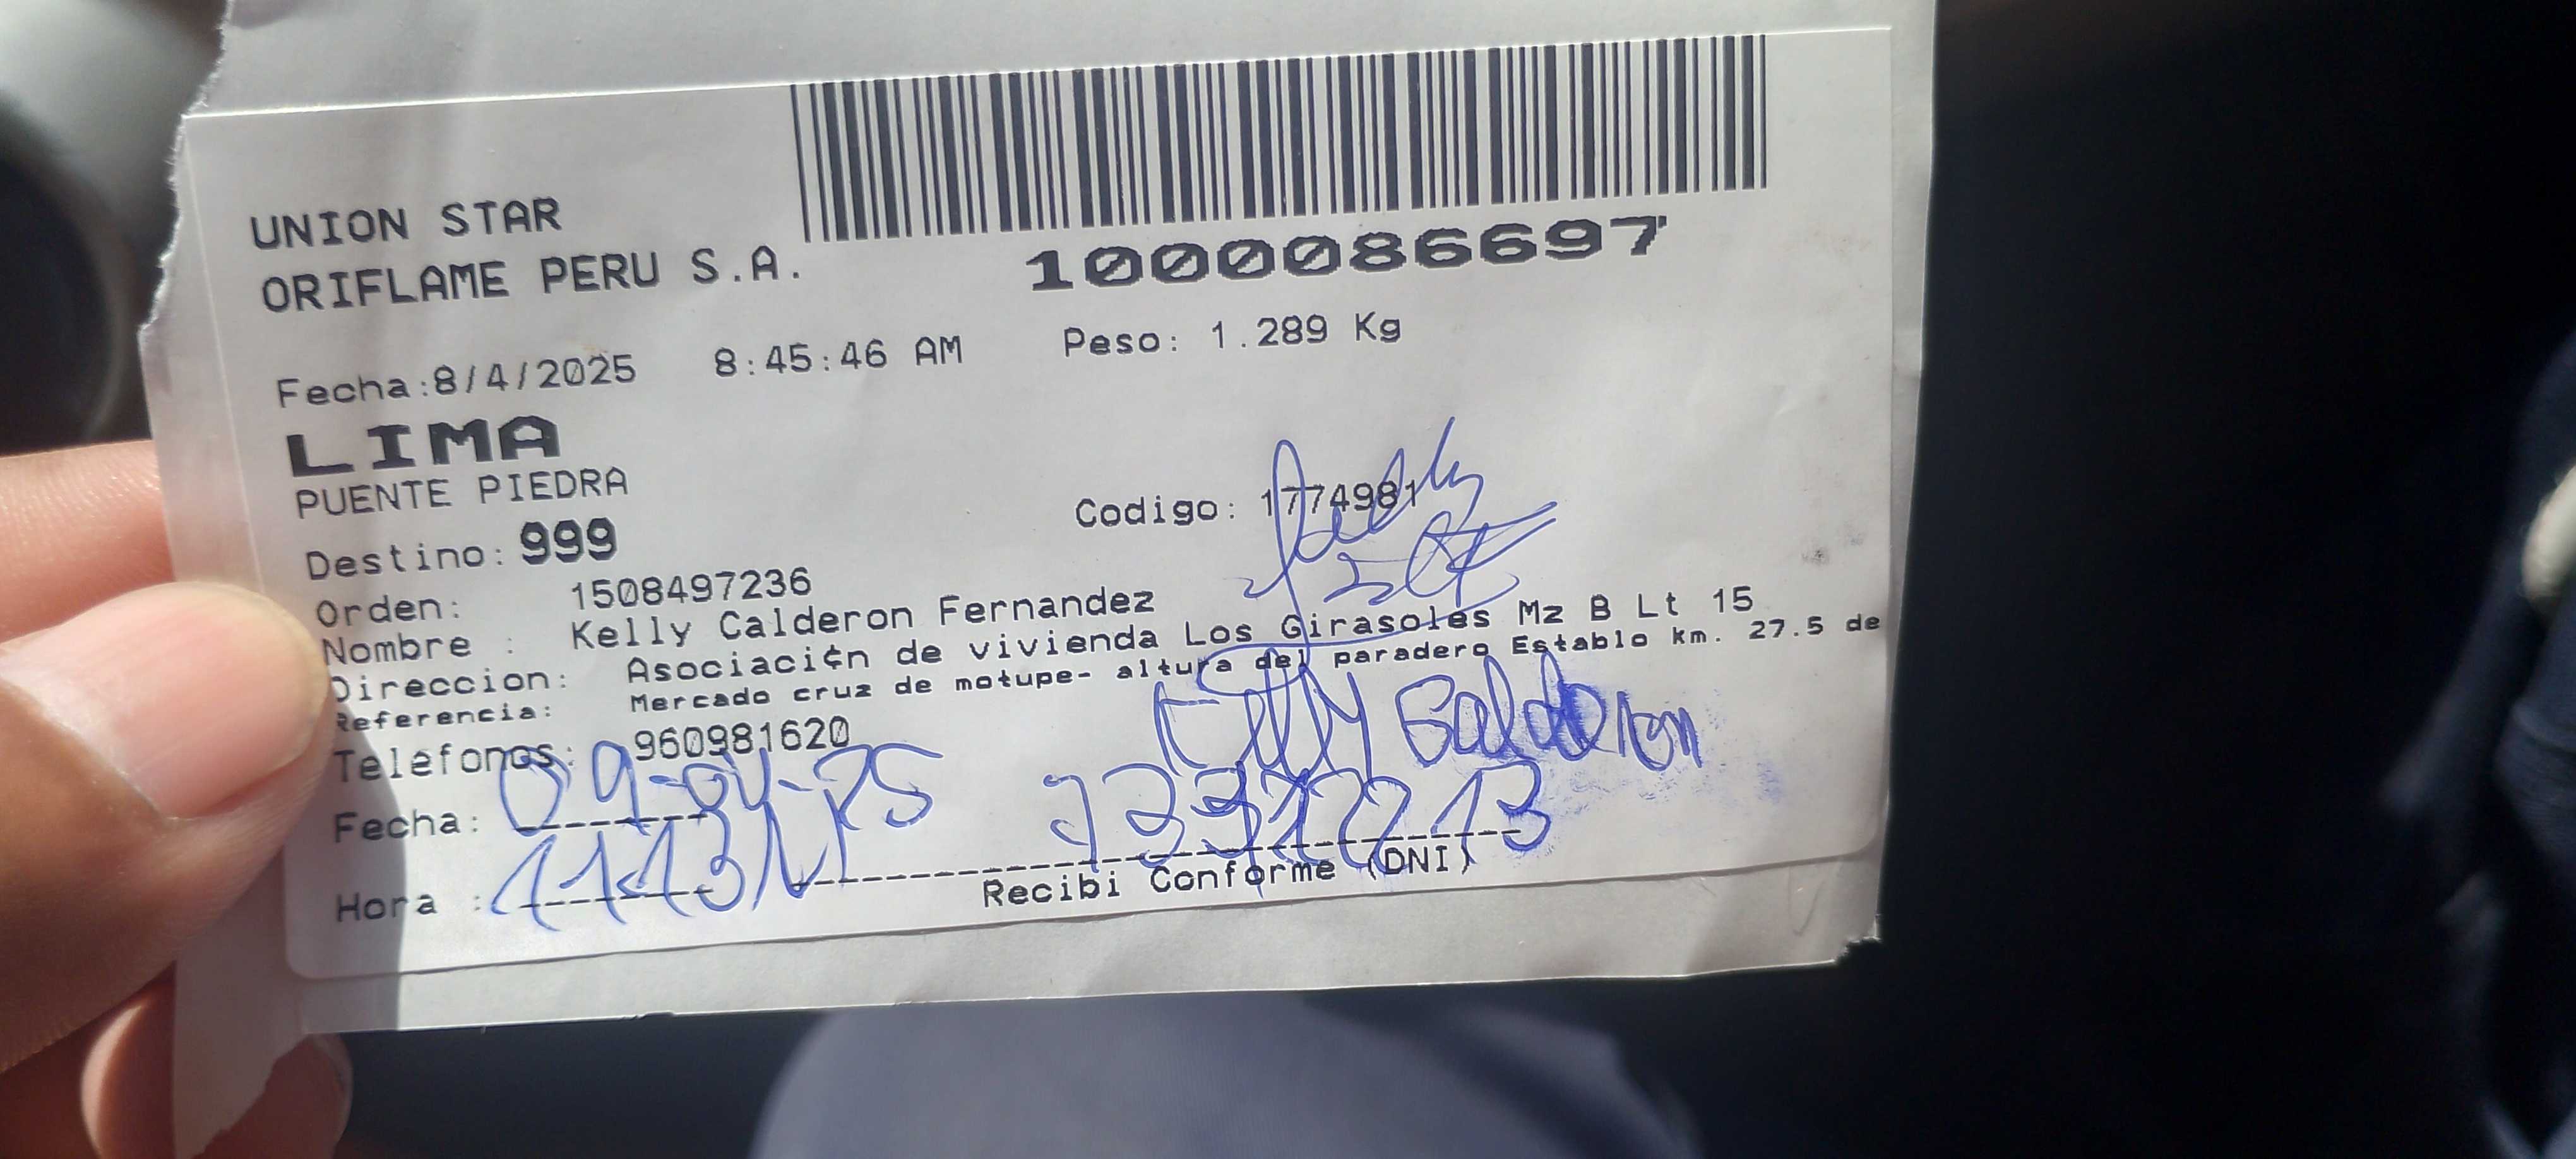 UNION STAR
ORIFLAME PERU S.A.
1000086697
Fecha:8/4/2025 8:45:46 AM Peso: 1.289 Kg
LIMA
PUENTE PIEDRA
Codigo: 1774981
Destino: 999
Orden: 1508497236
Nombre : Kelly Calderon Fernandez
Direccion: Asociaci¢n de vivienda Los Girasoles Mz B Lt 15
Referencia: Mercado cruz de motupe- altura del paradero Establo km. 27.5 de
Telefonos: 960981620
Kelly Calderon
Fecha: 09-04-25
Hora : 11:13
Recibi Conforme (DNI)